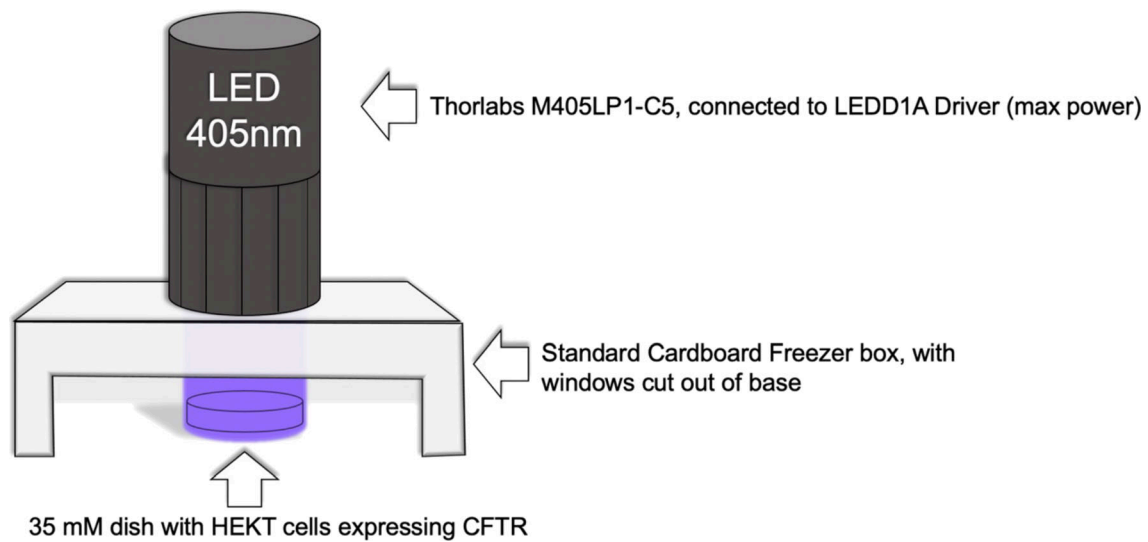 LED
405nm
Thorlabs M405LP1-C5, connected to LEDD1A Driver (max power)
Standard Cardboard Freezer box, with
windows cut out of base
35 mM dish with HEKT cells expressing CFTR